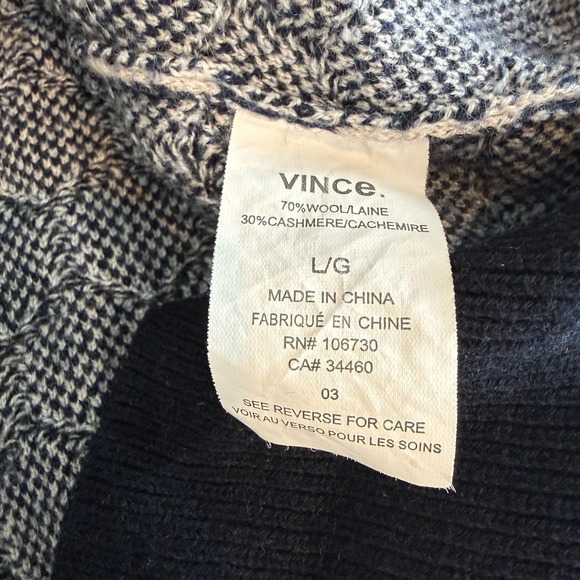 VINCe.
70%WOOL/LAINE
30%CASHMERE/CACHEMIRE
L/G
MADE IN CHINA
FABRIQUÉ EN CHINE
RN# 106730
CA# 34460
03
SEE REVERSE FOR CARE
VOIR AU VERSO POUR LES SOINS